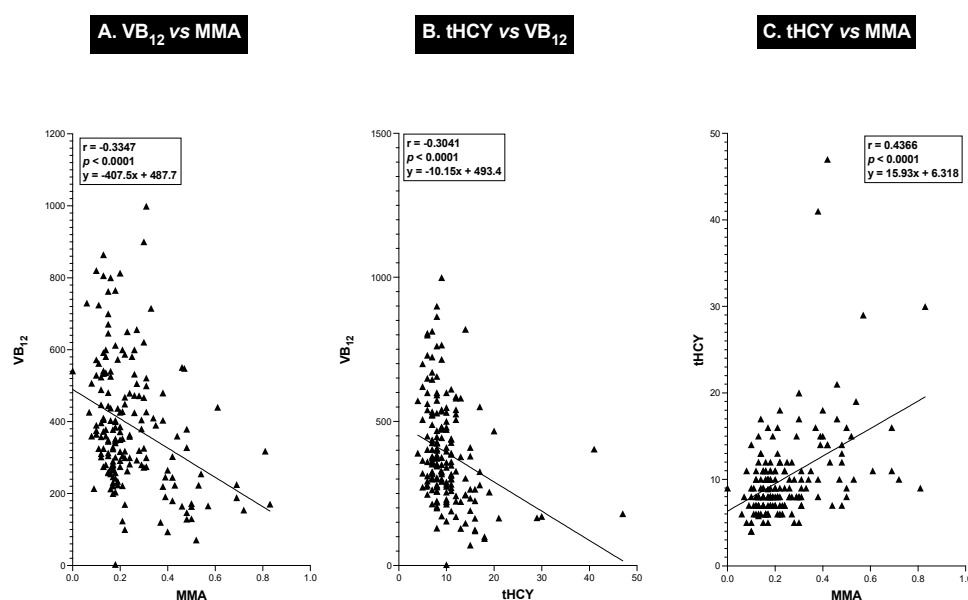 A. VB12 vs MMA
B. tHCY vs VB12
C. tHCY vs MMA
r = -0.3347
p < 0.0001
y = -407.5x + 487.7
1200
1000
800
600
400
200
0
VB12
0.0 0.2 0.4 0.6 0.8 1.0
MMA
r = -0.3041
p < 0.0001
y = -10.15x + 493.4
1500
1000
500
0
VB12
0 10 20 30 40 50
tHCY
r = 0.4366
p < 0.0001
y = 15.93x + 6.318
50
40
30
20
10
0
tHCY
0.0 0.2 0.4 0.6 0.8 1.0
MMA